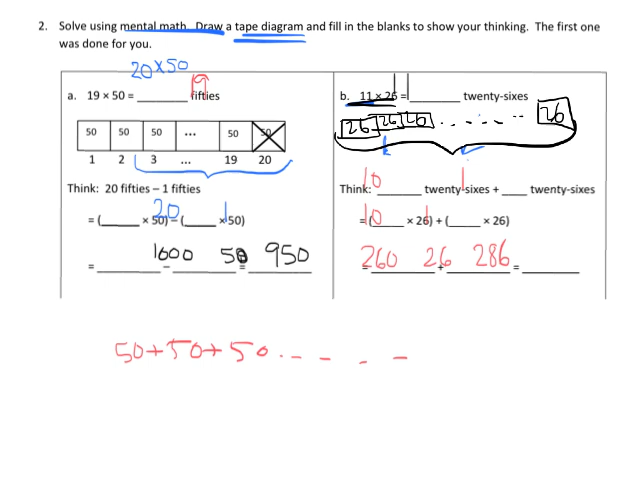 2. Solve using mental math. Draw a tape diagram and fill in the blanks to show your thinking. The first one
was done for you.
20 x 50
a. 19 × 50 = ______ 19 fifties
50 50 50 ... 50 50
1 2 3 ... 19 20
Think: 20 fifties – 1 fifties
= (20 × 50) – (1 × 50)
= 1000 – 50 = 950
b. 11 × 26 = 11 twenty-sixes
26 26 26 ........ 26
Think: 10 twenty-sixes + 1 twenty-sixes
= (10 × 26) + (1 × 26)
= 260 + 26 286 = ______
50+50+50. - - . -